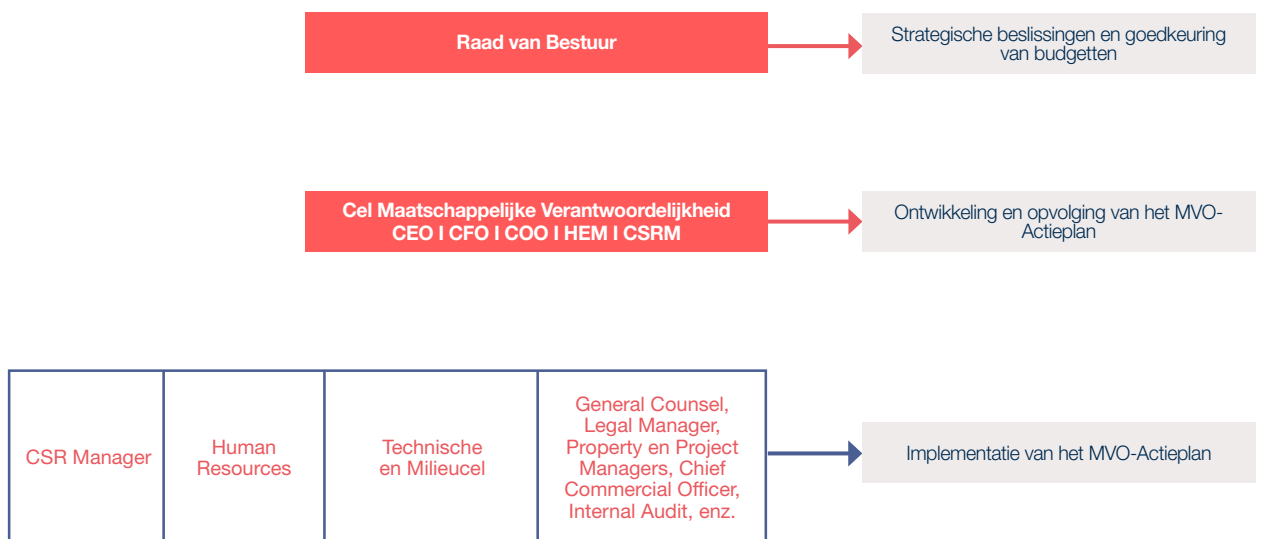 Raad van Bestuur
Strategische beslissingen en goedkeuring
van budgetten
Cel Maatschappelijke Verantwoordelijkheid
CEO I CFO I COO I HEM I CSRM
Ontwikkeling en opvolging van het MVO-
Actieplan
CSR Manager
Human
Resources
Technische
en Milieucel
General Counsel,
Legal Manager,
Property en Project
Managers, Chief
Commercial Officer,
Internal Audit, enz.
Implementatie van het MVO-Actieplan